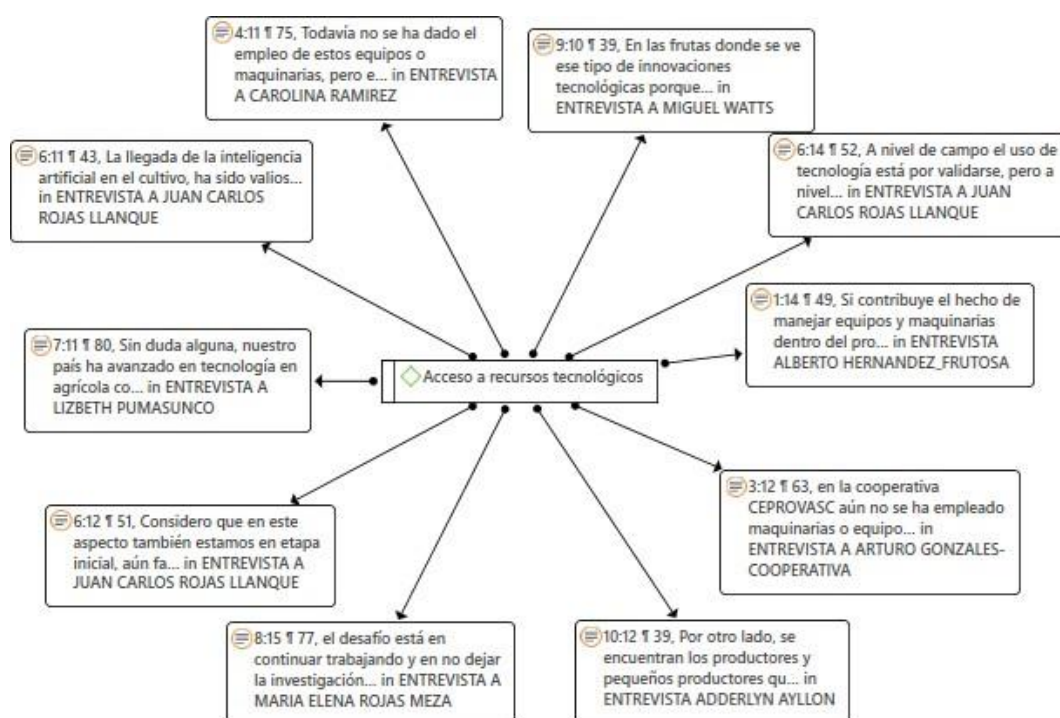 4:11 ¶ 75, Todavía no se ha dado el
empleo de estos equipos o
maquinarias, pero e... in ENTREVISTA
A CAROLINA RAMIREZ
9:10 ¶ 39, En las frutas donde se ve
ese tipo de innovaciones
tecnológicas porque... in
ENTREVISTA A MIGUEL WATTS
6:11 ¶ 43, La llegada de la inteligencia
artificial en el cultivo, ha sido valios...
in ENTREVISTA A JUAN CARLOS
ROJAS LLANQUE
6:14 ¶ 52, A nivel de campo el uso de
tecnología está por validarse, pero a
nivel... in ENTREVISTA A JUAN
CARLOS ROJAS LLANQUE
1:14 ¶ 49, Si contribuye el hecho de
manejar equipos y maquinarias
dentro del pro... in ENTREVISTA
ALBERTO HERNANDEZ_FRUTOSA
7:11 ¶ 80, Sin duda alguna, nuestro
país ha avanzado en tecnología en
agrícola co... in ENTREVISTA A
LIZBETH PUMASUNCO
Acceso a recursos tecnológicos
3:12 ¶ 63, en la cooperativa
CEPROVASC aún no se ha empleado
maquinarias o equipo... in
ENTREVISTA A ARTURO GONZALES-
COOPERATIVA
6:12 ¶ 51, Considero que en este
aspecto también estamos en etapa
inicial, aún fa... in ENTREVISTA A
JUAN CARLOS ROJAS LLANQUE
8:15 ¶ 77, el desafío está en
continuar trabajando y en no dejar
la investigación... in ENTREVISTA A
MARIA ELENA ROJAS MEZA
10:12 ¶ 39, Por otro lado, se
encuentran los productores y
pequeños productores qu... in
ENTREVISTA ADDERLYN AYLLON